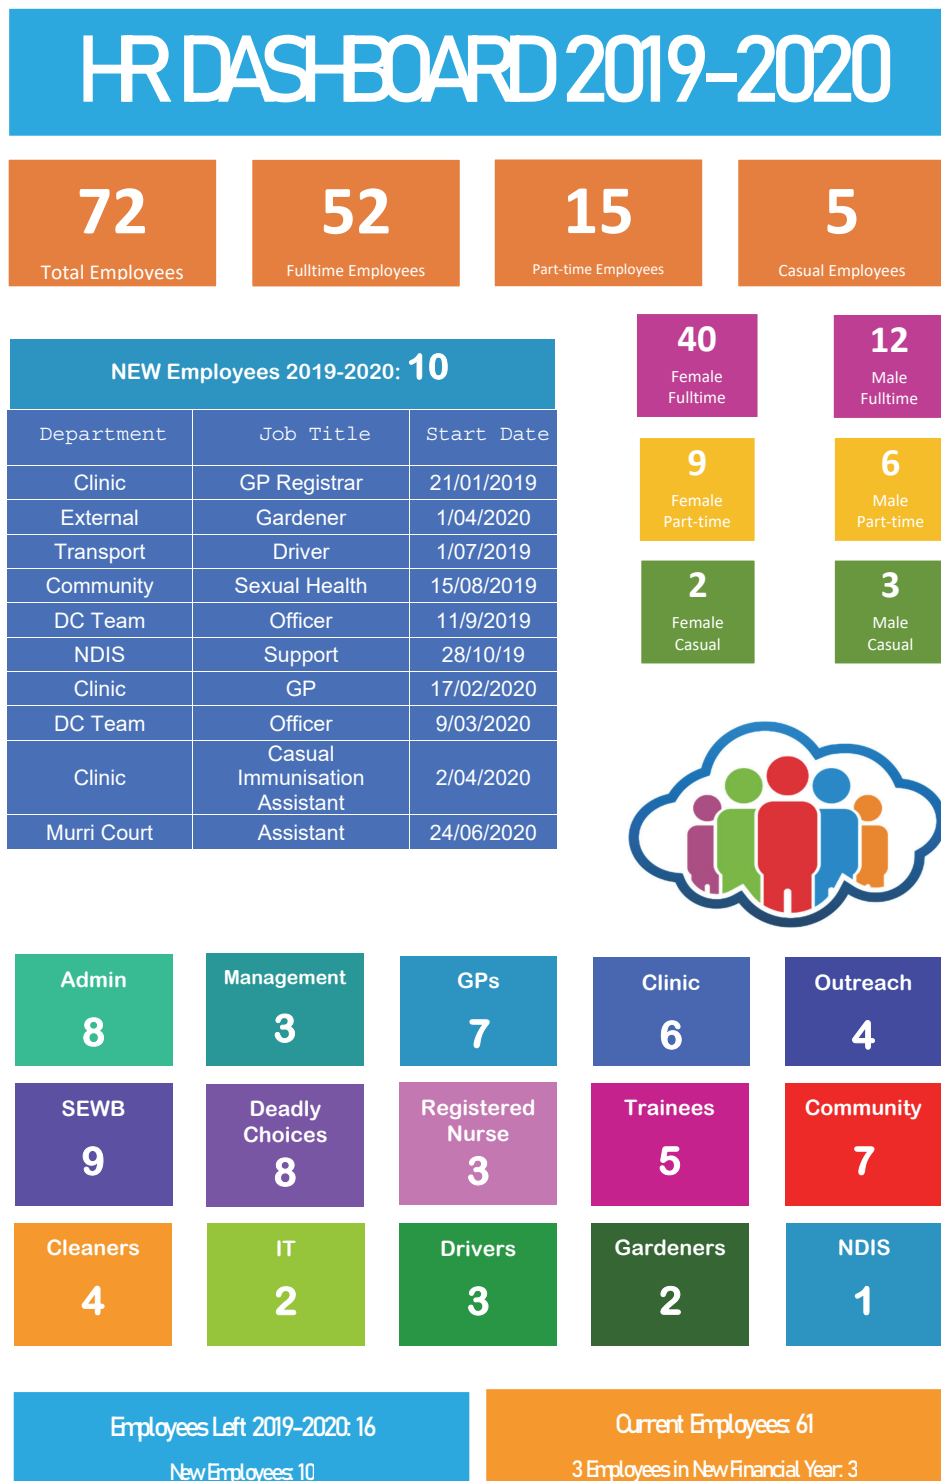 HR DASHBOARD 2019-2020
72
Total Employees
52
Fulltime Employees
15
Part-time Employees
5
Casual Employees
40
Female
Fulltime
12
Male
Fulltime
9
Female
Part-time
6
Male
Part-time
2
Female
Casual
3
Male
Casual
NEW Employees 2019-2020: 10
Department Job Title Start Date
Clinic GP Registrar 21/01/2019
External Gardener 1/04/2020
Transport Driver 1/07/2019
Community Sexual Health 15/08/2019
DC Team Officer 11/9/2019
NDIS Support 28/10/19
Clinic GP 17/02/2020
DC Team Officer 9/03/2020
Clinic Casual Immunisation Assistant 2/04/2020
Murri Court Assistant 24/06/2020
Admin
8
Management
3
GPs
7
Clinic
6
Outreach
4
SEWB
9
Deadly
Choices
8
Registered
Nurse
3
Trainees
5
Community
7
Cleaners
4
IT
2
Drivers
3
Gardeners
2
NDIS
1
Employees Left 2019-2020: 16
New Employees: 10
Current Employees: 61
3 Employees in New Financial Year: 3